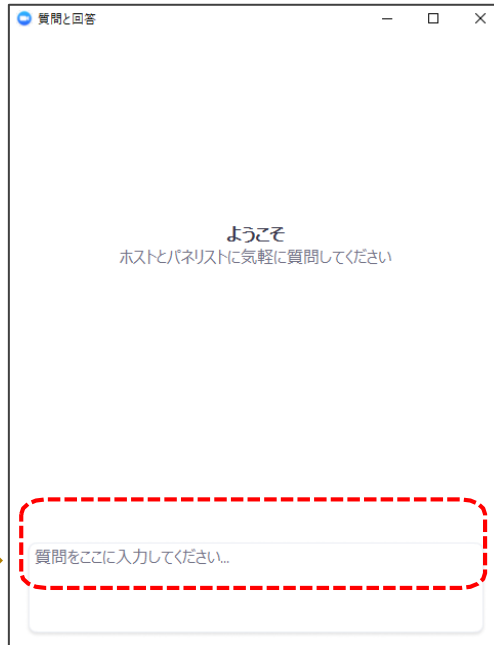 質問と回答
ようこそ
ホストとパネリストに気軽に質問してください
質問をここに入力してください...